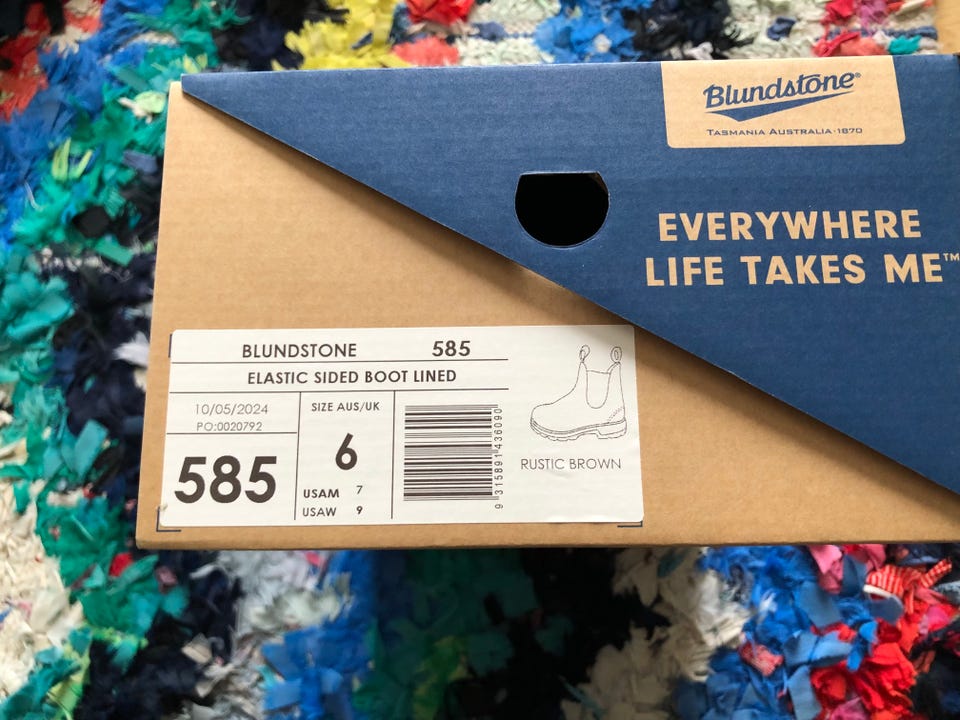 Blundstone®
TASMANIA AUSTRALIA · 1870
EVERYWHERE
LIFE TAKES ME™
BLUNDSTONE 585
ELASTIC SIDED BOOT LINED
10/05/2024
PO:0020792
585
SIZE AUS/UK
6
USAM 7
USAW 9
9 315891 436090
RUSTIC BROWN